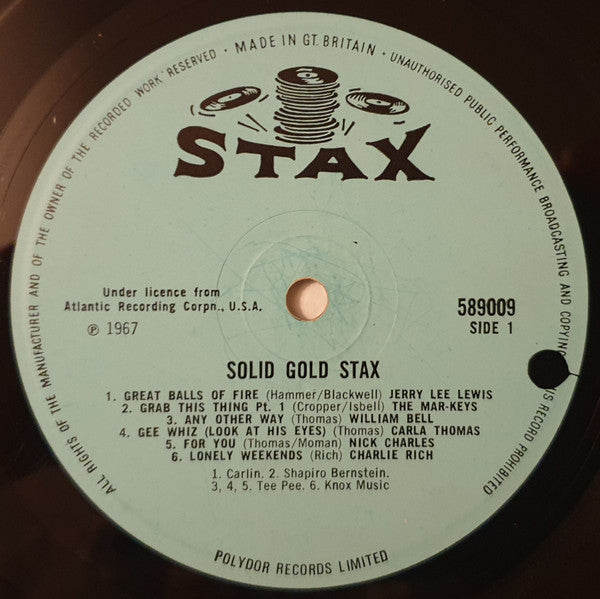 ALL RIGHTS OF THE MANUFACTURER AND OF THE OWNER OF THE RECORDED WORK RESERVED · MADE IN GT. BRITAIN · UNAUTHORISED PUBLIC PERFORMANCE BROADCASTING AND COPYING RECORD PROHIBITED
STAX
Under licence from
Atlantic Recording Corpn., U.S.A.
℗ 1967
589009
SIDE 1
SOLID GOLD STAX
1. GREAT BALLS OF FIRE (Hammer/Blackwell) JERRY LEE LEWIS
2. GRAB THIS THING Pt. 1 (Cropper/Isbell) THE MAR-KEYS
3. ANY OTHER WAY (Thomas) WILLIAM BELL
4. GEE WHIZ (LOOK AT HIS EYES) (Thomas) CARLA THOMAS
5. FOR YOU (Thomas/Moman) NICK CHARLES
6. LONELY WEEKENDS (Rich) CHARLIE RICH
1. Carlin. 2. Shapiro Bernstein.
3, 4, 5. Tee Pee. 6. Knox Music
POLYDOR RECORDS LIMITED